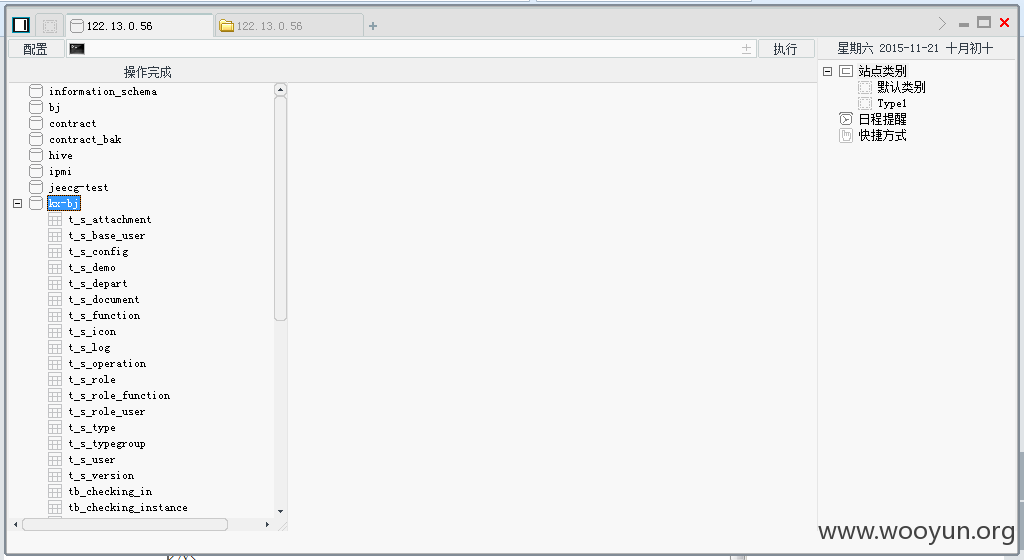 122.13.0.56
122.13.0.56
配置
执行
星期六 2015-11-21 十月初十
操作完成
information_schema
bj
contract
contract_bak
hive
ipmi
jeecg-test
kx-bj
t_s_attachment
t_s_base_user
t_s_config
t_s_demo
t_s_depart
t_s_document
t_s_function
t_s_icon
t_s_log
t_s_operation
t_s_role
t_s_role_function
t_s_role_user
t_s_type
t_s_typegroup
t_s_user
t_s_version
tb_checking_in
tb_checking_instance
站点类别
默认类别
Type1
日程提醒
快捷方式
www.wooyun.org